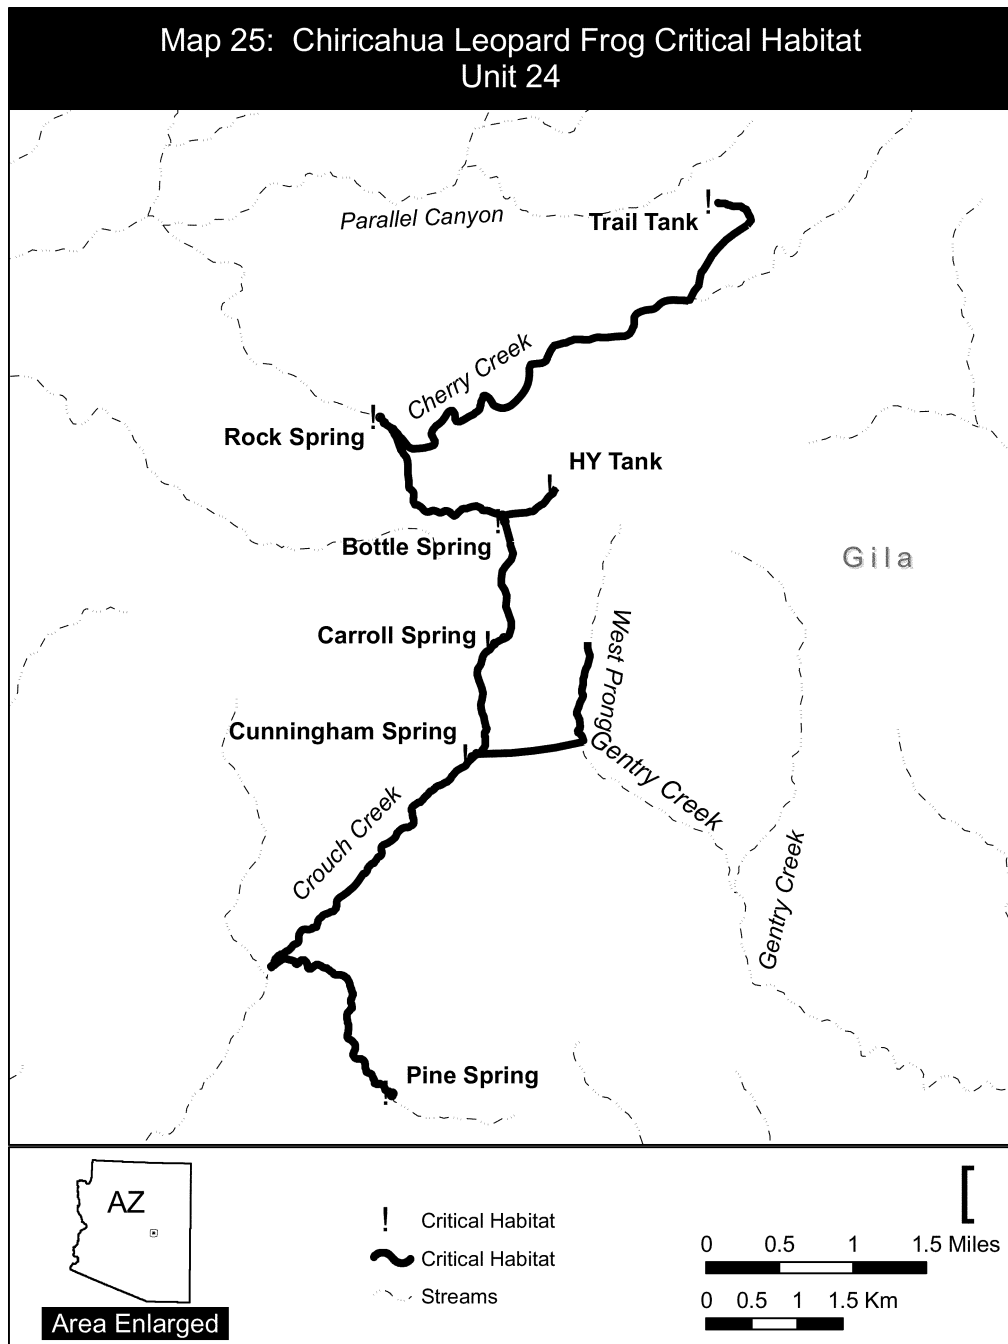 Map 25:  Chiricahua Leopard Frog Critical Habitat
Unit 24
Parallel Canyon
Trail Tank
!
Cherry Creek
!
Rock Spring
HY Tank
!
!
Bottle Spring
Gila
Carroll Spring
!
West Prong
Cunningham Spring
!
Gentry Creek
Crouch Creek
Gentry Creek
Pine Spring
!
AZ
Area Enlarged
! Critical Habitat
Critical Habitat
Streams
[
0 0.5 1 1.5 Miles
0 0.5 1 1.5 Km